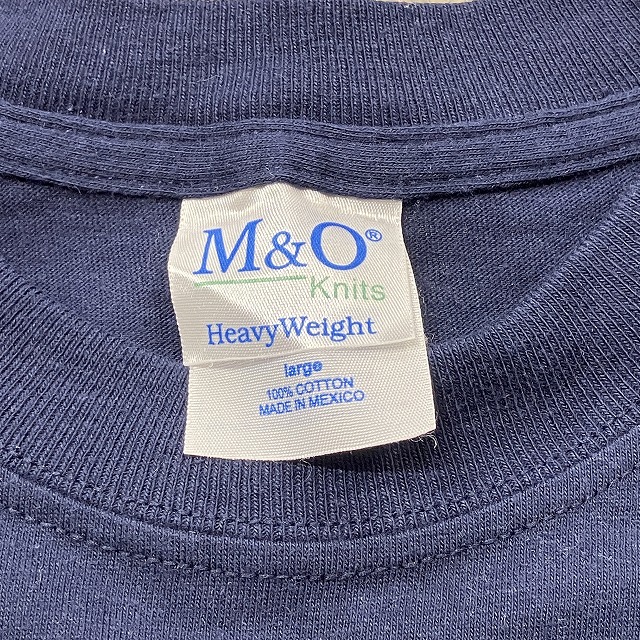 M&O®
Knits
HeavyWeight
large
100% COTTON
MADE IN MEXICO